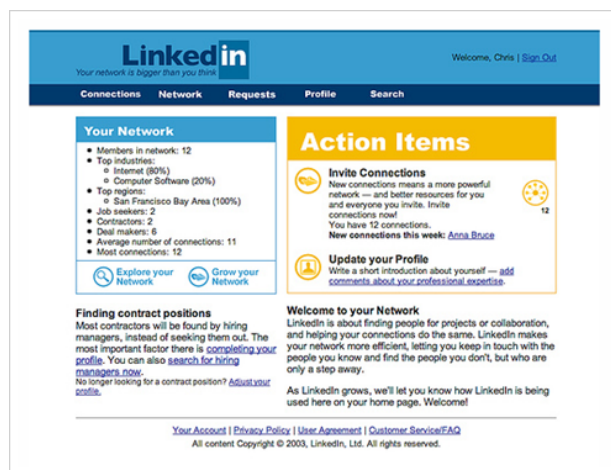 Linkedin
Your network is bigger than you think
Welcome, Chris | Sign Out
Connections Network Requests Profile Search
Your Network
Members in network: 12
Top industries:
Internet (80%)
Computer Software (20%)
Top regions:
San Francisco Bay Area (100%)
Job seekers: 2
Contractors: 2
Deal makers: 6
Average number of connections: 11
Most connections: 12
Explore your
Network
Grow your
Network
Action Items
Invite Connections
New connections means a more powerful
network — and better resources for you
and everyone you invite. Invite
connections now!
You have 12 connections.
New connections this week: Anna Bruce
12
Update your Profile
Write a short introduction about yourself — add
comments about your professional expertise.
Finding contract positions
Most contractors will be found by hiring
managers, instead of seeking them out. The
most important factor there is completing your
profile. You can also search for hiring
managers now.
No longer looking for a contract position? Adjust your
profile.
Welcome to your Network
LinkedIn is about finding people for projects or collaboration,
and helping your connections do the same. LinkedIn makes
your network more efficient, letting you keep in touch with the
people you know and find the people you don't, but who are
only a step away.
As LinkedIn grows, we'll let you know how LinkedIn is being
used here on your home page. Welcome!
Your Account | Privacy Policy | User Agreement | Customer Service/FAQ
All content Copyright © 2003, LinkedIn, Ltd. All rights reserved.